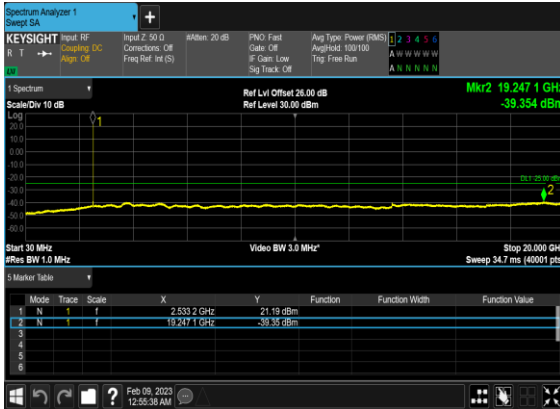 Spectrum Analyzer 1
Swept SA
+
KEYSIGHT
R T
Input: RF
Coupling: DC
Align: Off
Input Z: 50 Ω
Corrections: Off
Freq Ref: Int (S)
#Atten: 20 dB
PNO: Fast
Gate: Off
IF Gain: Low
Sig Track: Off
Avg Type: Power (RMS)
Avg|Hold: 100/100
Trig: Free Run
1 2 3 4 5 6
A W W W W W
A N N N N N
1 Spectrum
Scale/Div 10 dB
Ref Lvl Offset 26.00 dB
Ref Level 30.00 dBm
Mkr2 19.247 1 GHz
-39.354 dBm
Log
20.0
10.0
0.00
-10.0
-20.0
-30.0
-40.0
-50.0
-60.0
1
DL1 -25.00 dBm
2
Start 30 MHz
#Res BW 1.0 MHz
Video BW 3.0 MHz*
Stop 20.000 GHz
Sweep 34.7 ms (40001 pts)
5 Marker Table
Mode Trace Scale X Y Function Function Width Function Value
1 N 1 f 2.533 2 GHz 21.19 dBm
2 N 1 f 19.247 1 GHz -39.35 dBm
3
4
5
6
?
Feb 09, 2023
12:55:38 AM